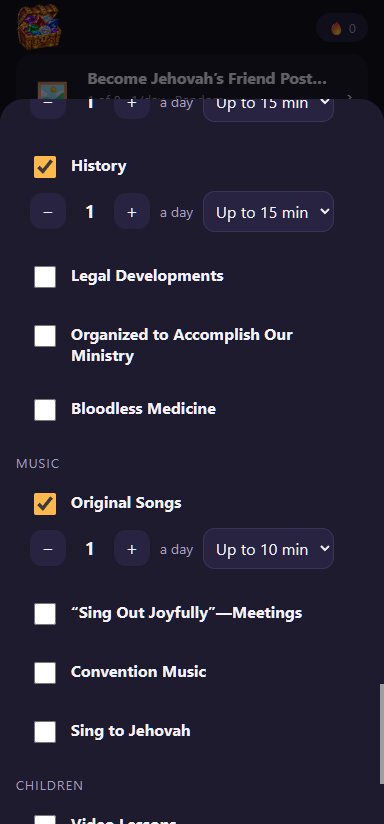 0
Become Jehovah’s Friend Post…
− 1 + a day Up to 15 min
History
− 1 + a day Up to 15 min
Legal Developments
Organized to Accomplish Our
Ministry
Bloodless Medicine
MUSIC
Original Songs
− 1 + a day Up to 10 min
“Sing Out Joyfully”—Meetings
Convention Music
Sing to Jehovah
CHILDREN
Video Lessons